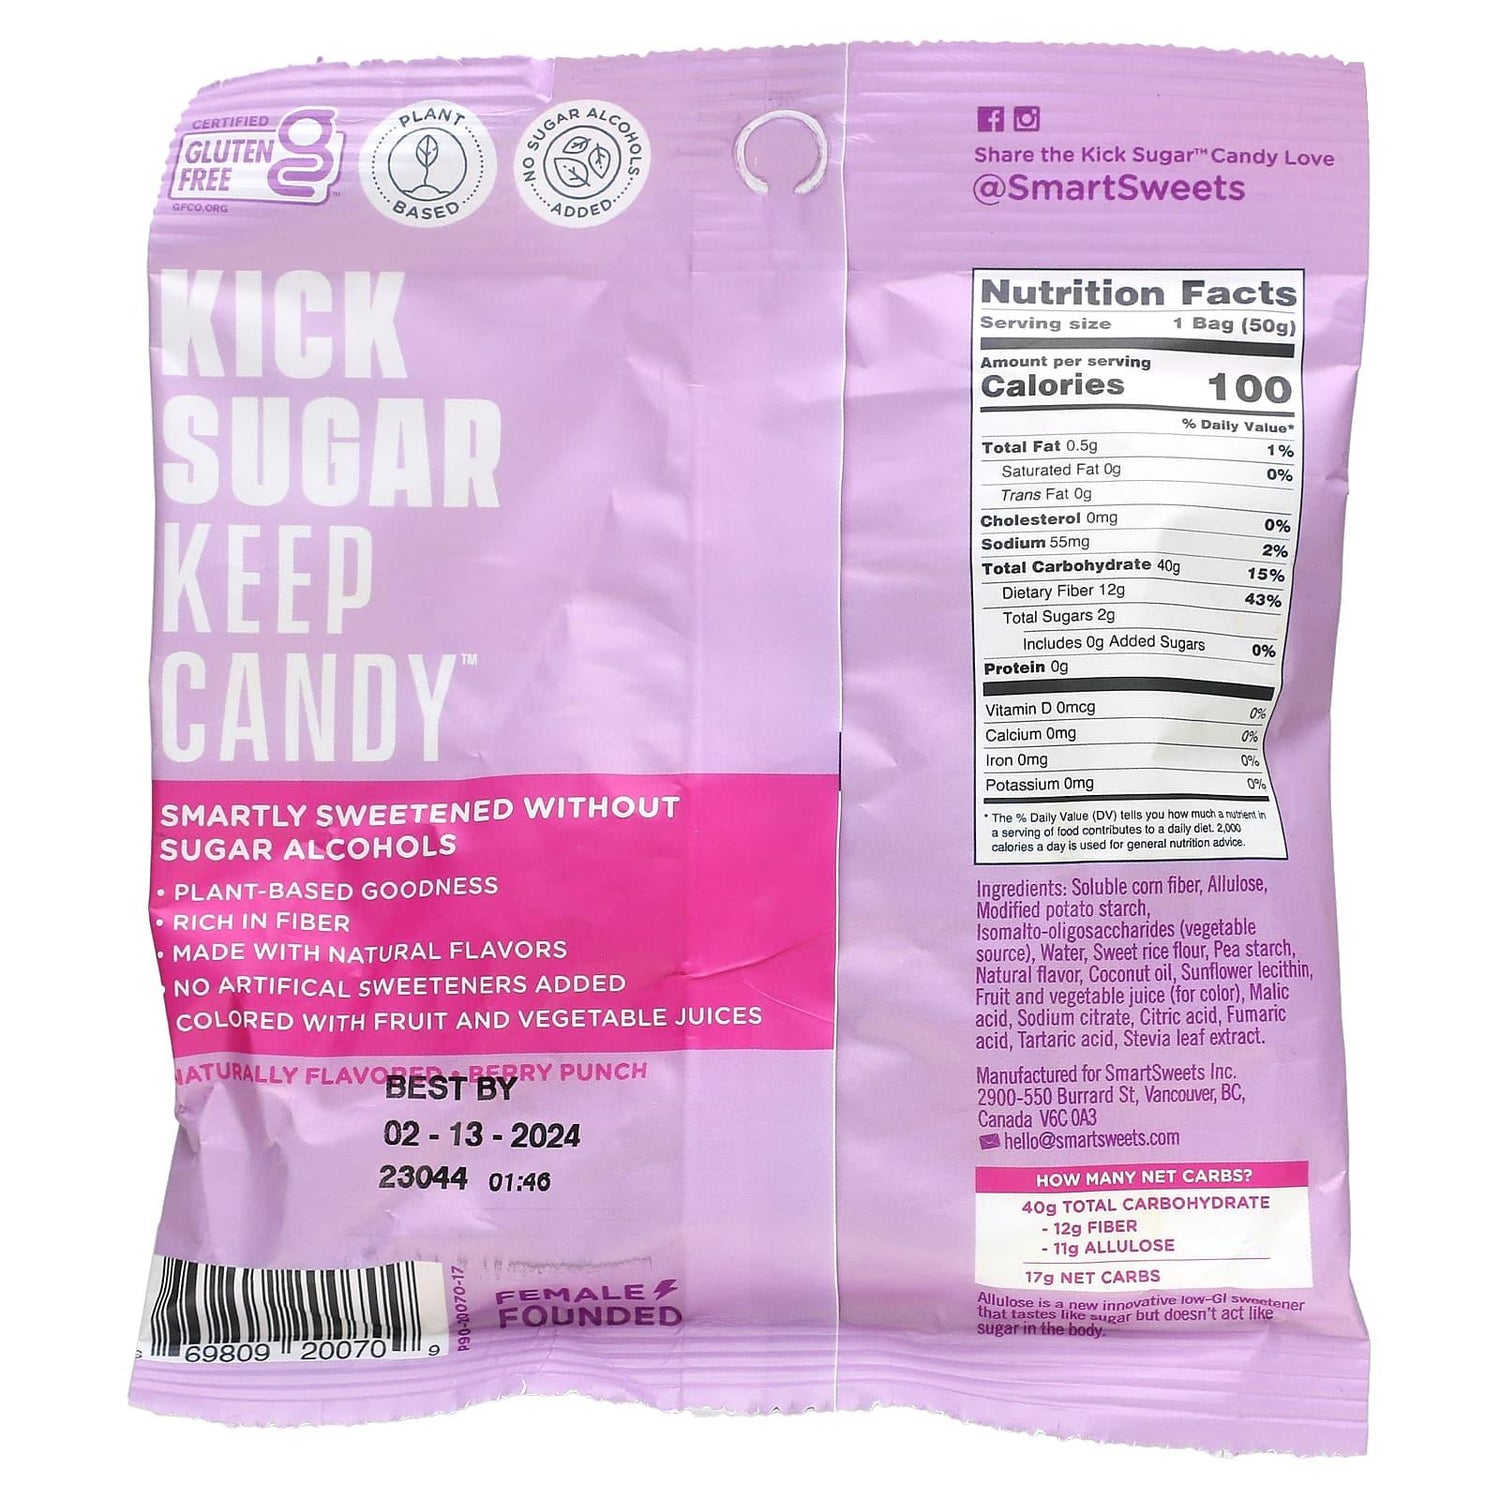 CERTIFIED
GLUTEN
FREE
GFCO.ORG
PLANT
BASED
NO SUGAR ALCOHOLS
ADDED
KICK
SUGAR
KEEP
CANDY™
SMARTLY SWEETENED WITHOUT
SUGAR ALCOHOLS
• PLANT-BASED GOODNESS
• RICH IN FIBER
• MADE WITH NATURAL FLAVORS
• NO ARTIFICAL SWEETENERS ADDED
COLORED WITH FRUIT AND VEGETABLE JUICES
NATURALLY FLAVORED • BERRY PUNCH
BEST BY
02 - 13 - 2024
23044 01:46
69809 20070 9
P90-20070-17
FEMALE
FOUNDED
Share the Kick Sugar™ Candy Love
@SmartSweets
Nutrition Facts
Serving size 1 Bag (50g)
Amount per serving
Calories 100
% Daily Value*
Total Fat 0.5g 1%
Saturated Fat 0g 0%
Trans Fat 0g
Cholesterol 0mg 0%
Sodium 55mg 2%
Total Carbohydrate 40g 15%
Dietary Fiber 12g 43%
Total Sugars 2g
Includes 0g Added Sugars 0%
Protein 0g
Vitamin D 0mcg 0%
Calcium 0mg 0%
Iron 0mg 0%
Potassium 0mg 0%
* The % Daily Value (DV) tells you how much a nutrient in
a serving of food contributes to a daily diet. 2,000
calories a day is used for general nutrition advice.
Ingredients: Soluble corn fiber, Allulose,
Modified potato starch,
Isomalto-oligosaccharides (vegetable
source), Water, Sweet rice flour, Pea starch,
Natural flavor, Coconut oil, Sunflower lecithin,
Fruit and vegetable juice (for color), Malic
acid, Sodium citrate, Citric acid, Fumaric
acid, Tartaric acid, Stevia leaf extract.
Manufactured for SmartSweets Inc.
2900-550 Burrard St, Vancouver, BC,
Canada V6C 0A3
hello@smartsweets.com
HOW MANY NET CARBS?
40g TOTAL CARBOHYDRATE
- 12g FIBER
- 11g ALLULOSE
17g NET CARBS
Allulose is a new innovative low-GI sweetener
that tastes like sugar but doesn't act like
sugar in the body.